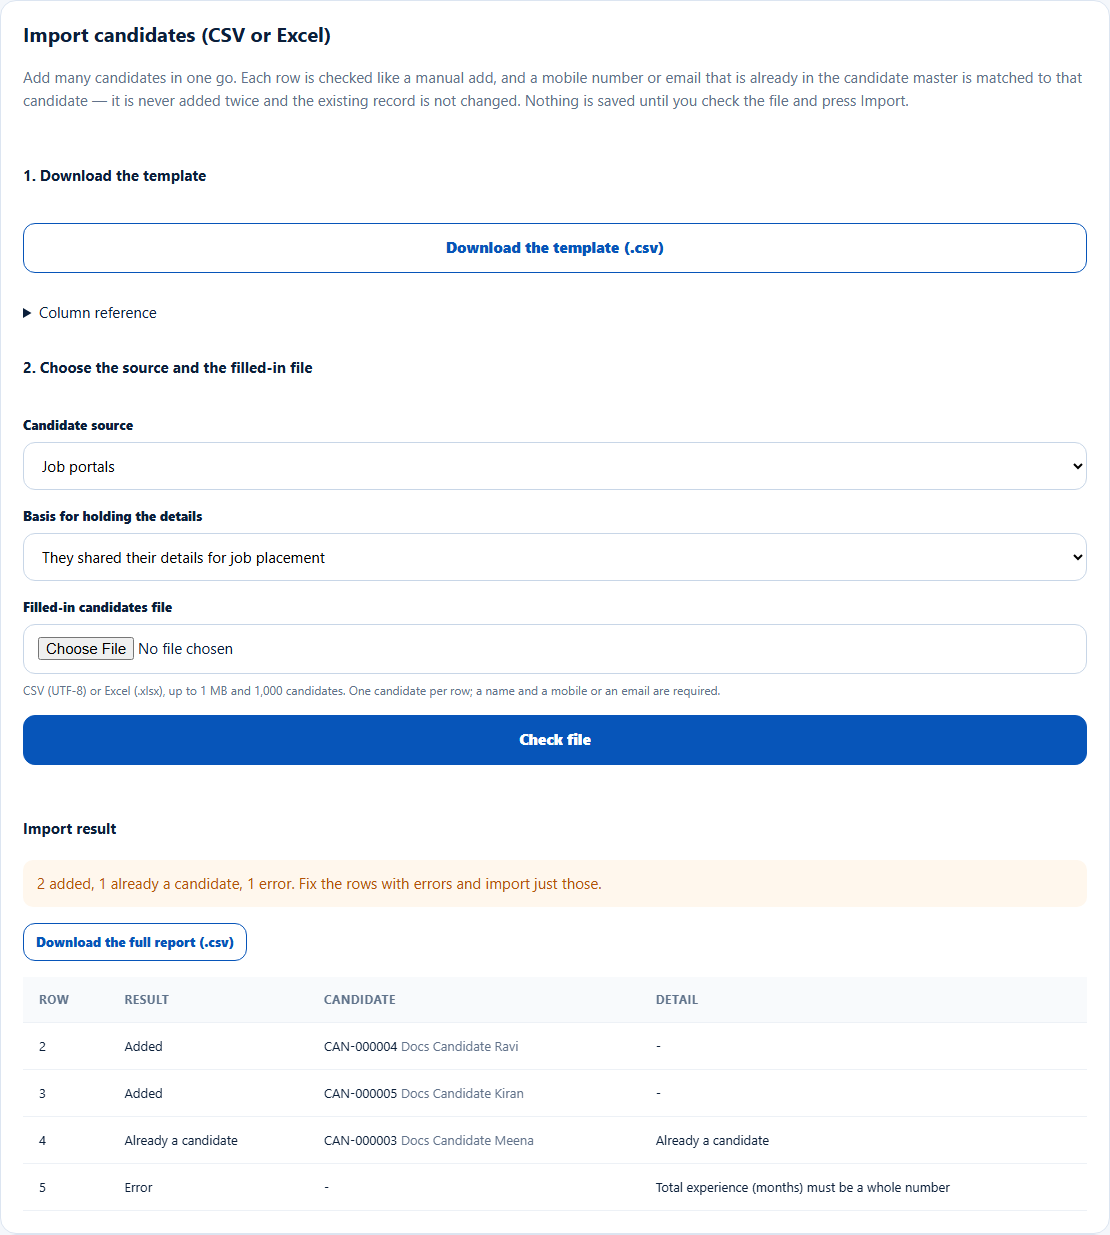 Import candidates (CSV or Excel)
Add many candidates in one go. Each row is checked like a manual add, and a mobile number or email that is already in the candidate master is matched to that
candidate — it is never added twice and the existing record is not changed. Nothing is saved until you check the file and press Import.
1. Download the template
Download the template (.csv)
Column reference
2. Choose the source and the filled-in file
Candidate source
Job portals
Basis for holding the details
They shared their details for job placement
Filled-in candidates file
Choose File No file chosen
CSV (UTF-8) or Excel (.xlsx), up to 1 MB and 1,000 candidates. One candidate per row; a name and a mobile or an email are required.
Check file
Import result
2 added, 1 already a candidate, 1 error. Fix the rows with errors and import just those.
Download the full report (.csv)
ROW RESULT CANDIDATE DETAIL
2 Added CAN-000004 Docs Candidate Ravi -
3 Added CAN-000005 Docs Candidate Kiran -
4 Already a candidate CAN-000003 Docs Candidate Meena Already a candidate
5 Error - Total experience (months) must be a whole number